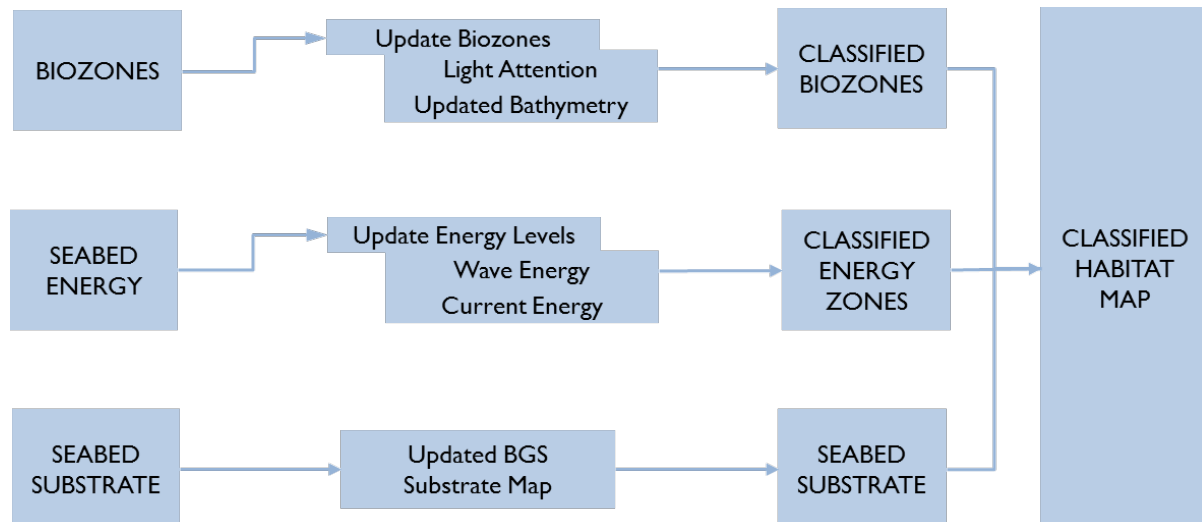 BIOZONES
Update Biozones
Light Attention
Updated Bathymetry
CLASSIFIED
BIOZONES
SEABED
ENERGY
Update Energy Levels
Wave Energy
Current Energy
CLASSIFIED
ENERGY
ZONES
SEABED
SUBSTRATE
Updated BGS
Substrate Map
SEABED
SUBSTRATE
CLASSIFIED
HABITAT
MAP